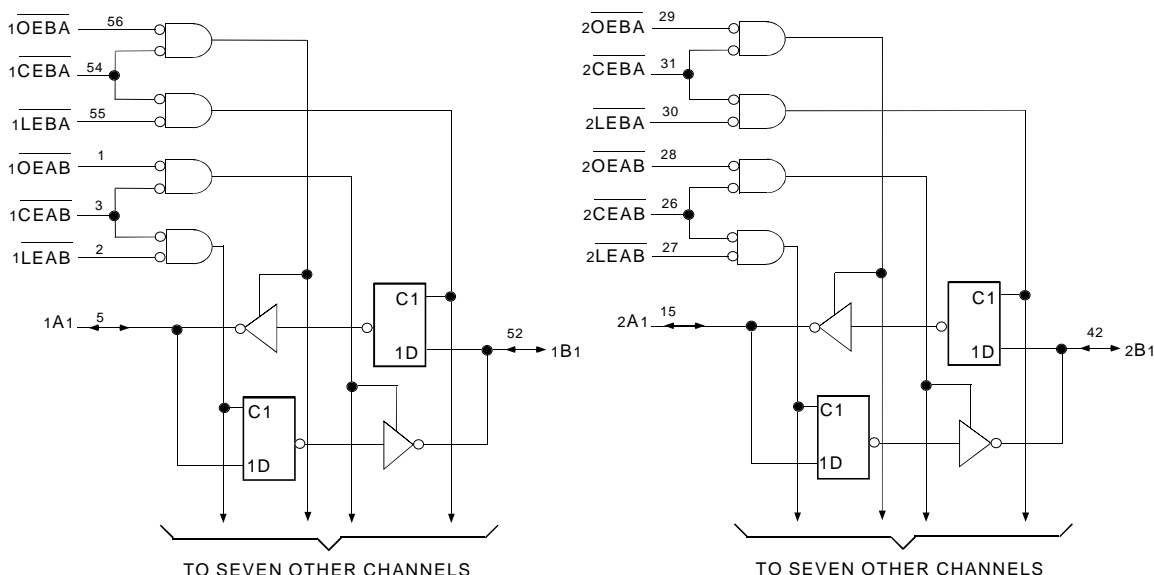 1OEBA 56
1CEBA 54
1LEBA 55
1OEAB 1
1CEAB 3
1LEAB 2
1A1 5
C1
1D
52 1B1
C1
1D
TO SEVEN OTHER CHANNELS
2OEBA 29
2CEBA 31
2LEBA 30
2OEAB 28
2CEAB 26
2LEAB 27
2A1 15
C1
1D
42 2B1
C1
1D
TO SEVEN OTHER CHANNELS